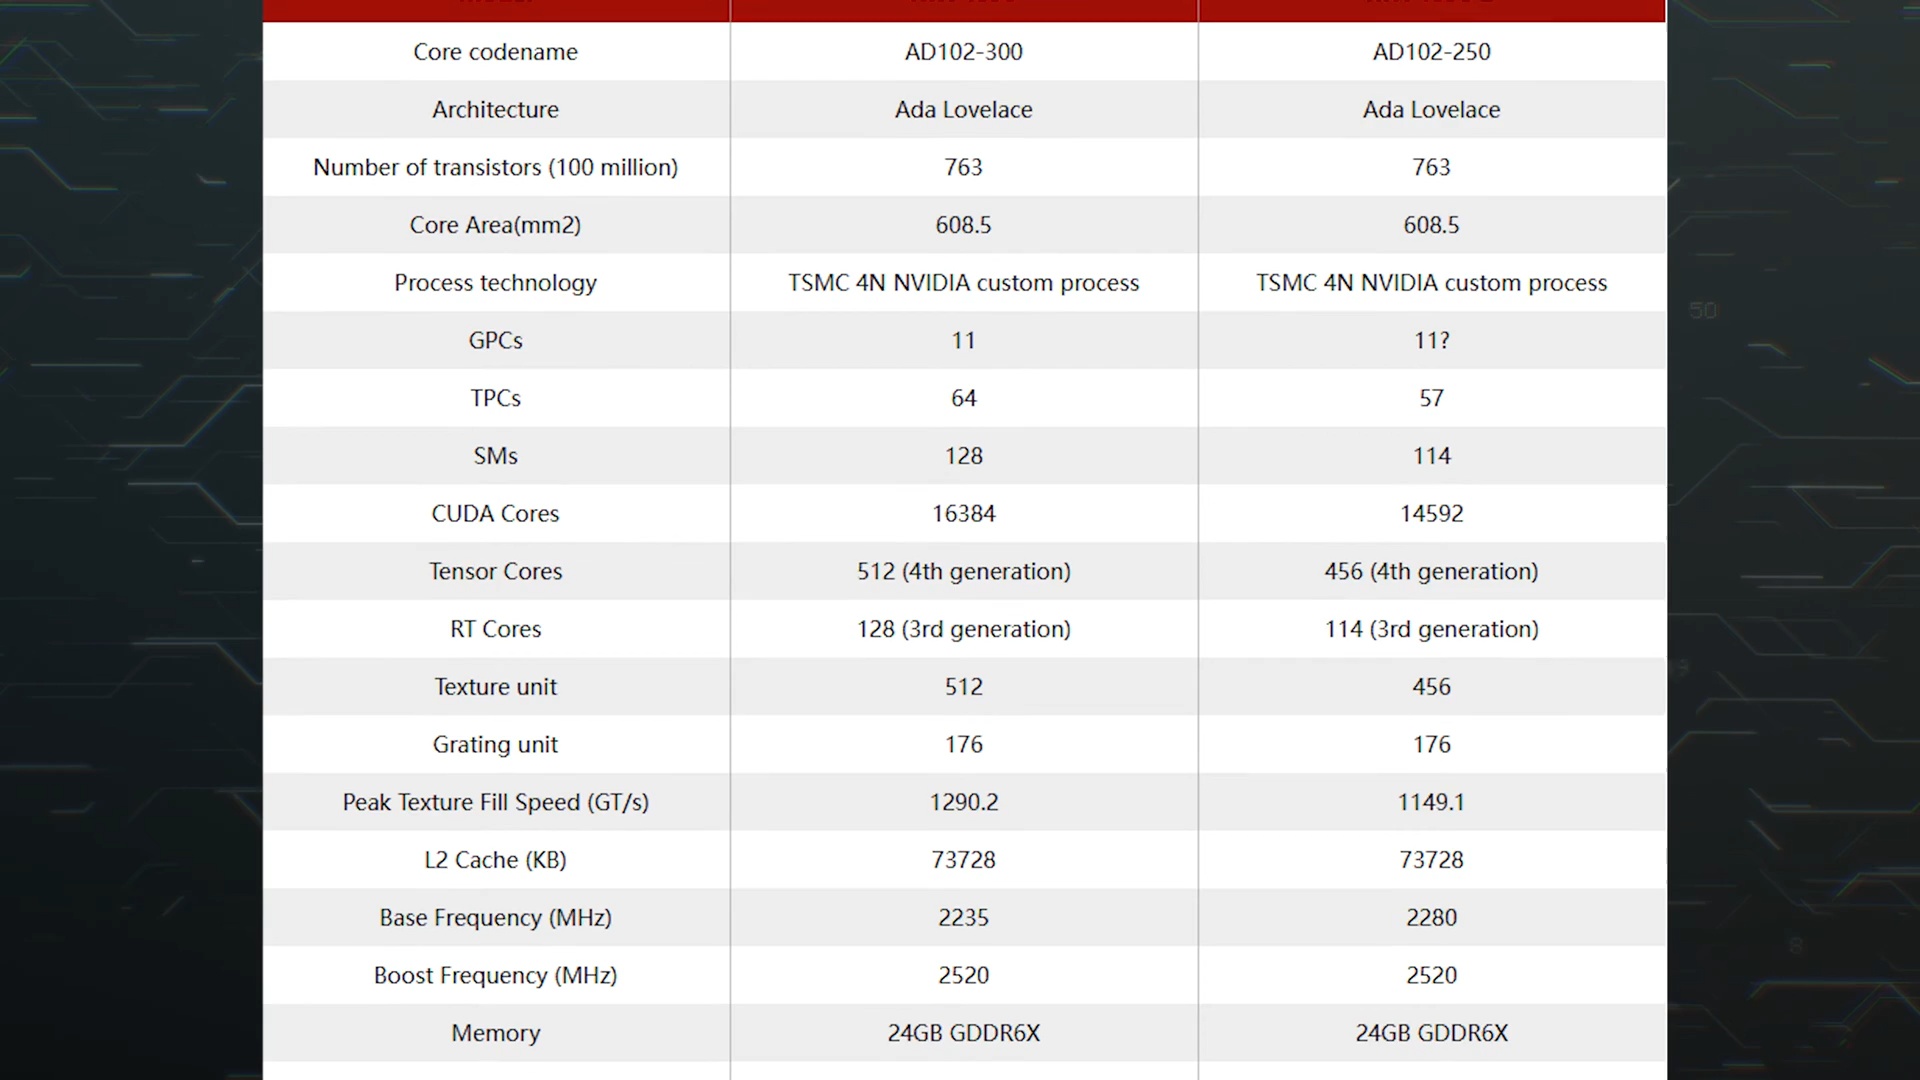 Core codename AD102-300 AD102-250
Architecture Ada Lovelace Ada Lovelace
Number of transistors (100 million) 763 763
Core Area(mm2) 608.5 608.5
Process technology TSMC 4N NVIDIA custom process TSMC 4N NVIDIA custom process
GPCs 11 11?
TPCs 64 57
SMs 128 114
CUDA Cores 16384 14592
Tensor Cores 512 (4th generation) 456 (4th generation)
RT Cores 128 (3rd generation) 114 (3rd generation)
Texture unit 512 456
Grating unit 176 176
Peak Texture Fill Speed (GT/s) 1290.2 1149.1
L2 Cache (KB) 73728 73728
Base Frequency (MHz) 2235 2280
Boost Frequency (MHz) 2520 2520
Memory 24GB GDDR6X 24GB GDDR6X
50
8